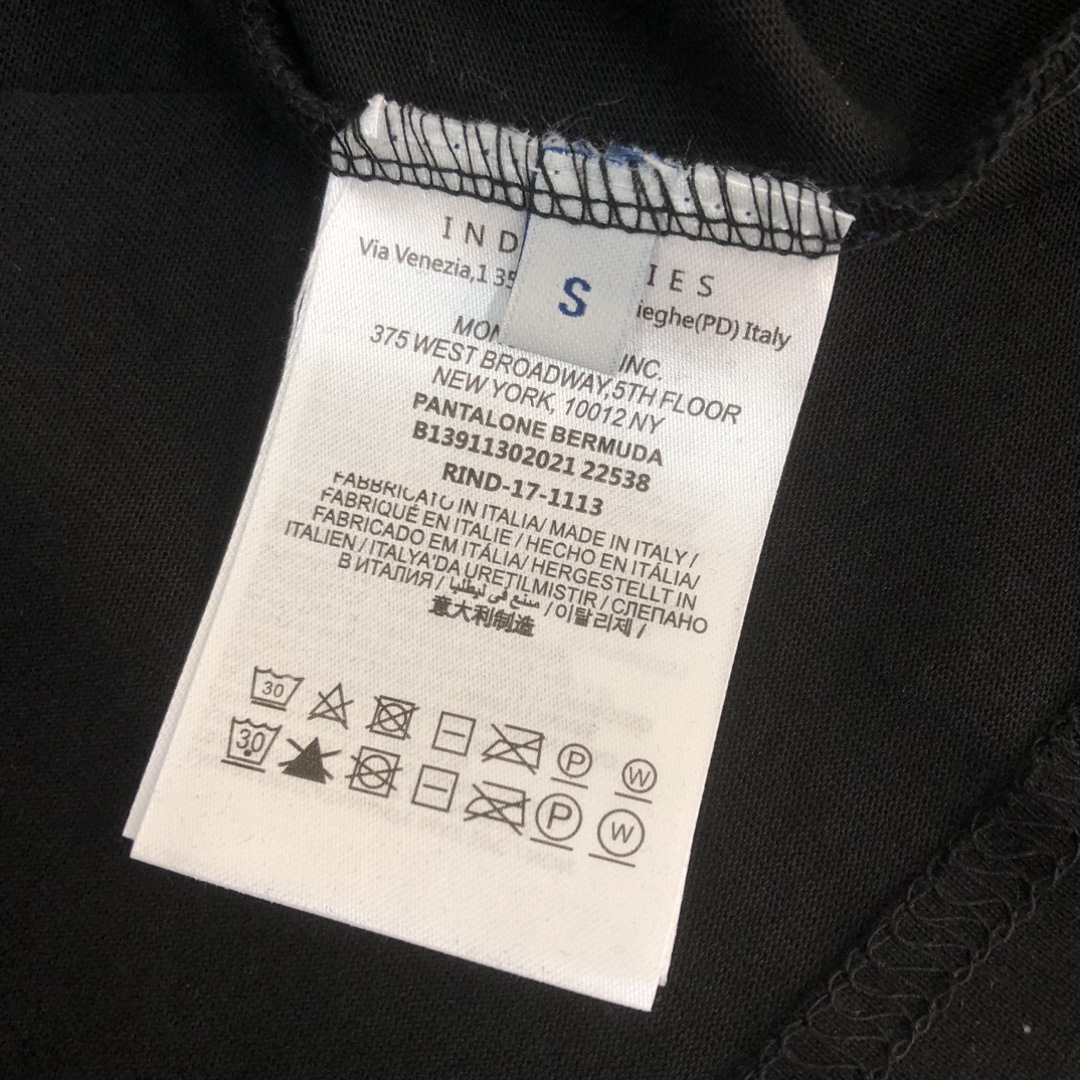 IND IES
S
Via Venezia,1 35 ieghe(PD) Italy
MON INC.
375 WEST BROADWAY,5TH FLOOR
NEW YORK, 10012 NY
PANTALONE BERMUDA
B13911302021 22538
RIND-17-1113
FABBRICATO IN ITALIA/ MADE IN ITALY /
FABRIQUÉ EN ITALIE / HECHO EN ITÁLIA/
FABRICADO EM ITÁLIA/ HERGESTELLT IN
ITALIEN / ITALYA'DA URETILMISTIR / СЛЕПАНО
В ИТАЛИЯ / في / 이탈리제 /
意大利制造
30
P W
30
P W